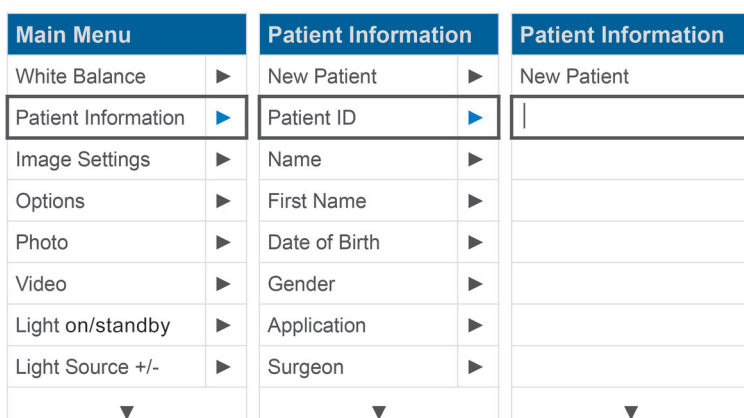 Main Menu
White Balance
Patient Information
Image Settings
Options
Photo
Video
Light on/standby
Light Source +/-
Patient Information
New Patient
Patient ID
Name
First Name
Date of Birth
Gender
Application
Surgeon
Patient Information
New Patient